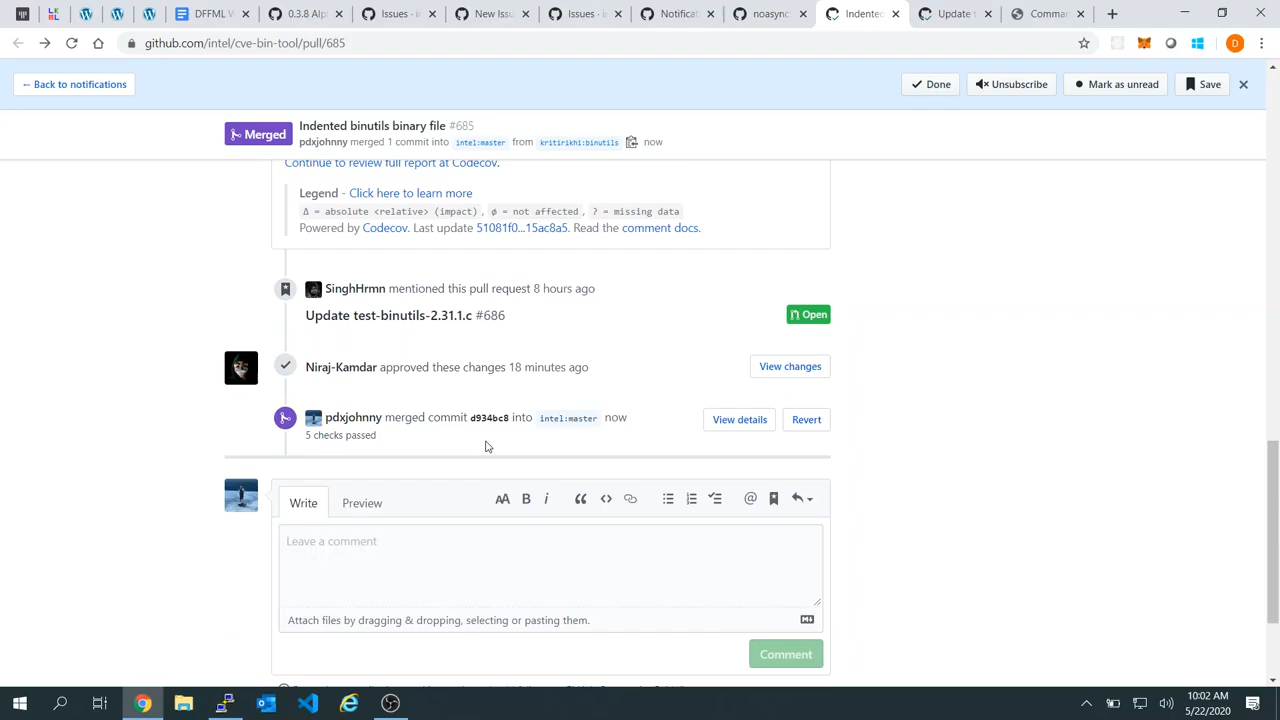 DFFML W
0.3.8 Al
Issues - i
New Issu
Issues - i
Notificat
noasync
Indented
Update t
Comman
github.com/intel/cve-bin-tool/pull/685
D
← Back to notifications
Done
Unsubscribe
Mark as unread
Save
Merged
Indented binutils binary file #685
pdxjohnny merged 1 commit into intel:master from kritirikhi:binutils now
Continue to review full report at Codecov.
Legend - Click here to learn more
Δ = absolute <relative> (impact), ø = not affected, ? = missing data
Powered by Codecov. Last update 51081f0...15ac8a5. Read the comment docs.
SinghHrmn mentioned this pull request 8 hours ago
Update test-binutils-2.31.1.c #686
Open
Niraj-Kamdar approved these changes 18 minutes ago
View changes
pdxjohnny merged commit d934bc8 into intel:master now
View details
Revert
5 checks passed
Write
Preview
Leave a comment
Attach files by dragging & dropping, selecting or pasting them.
Comment
10:02 AM
5/22/2020